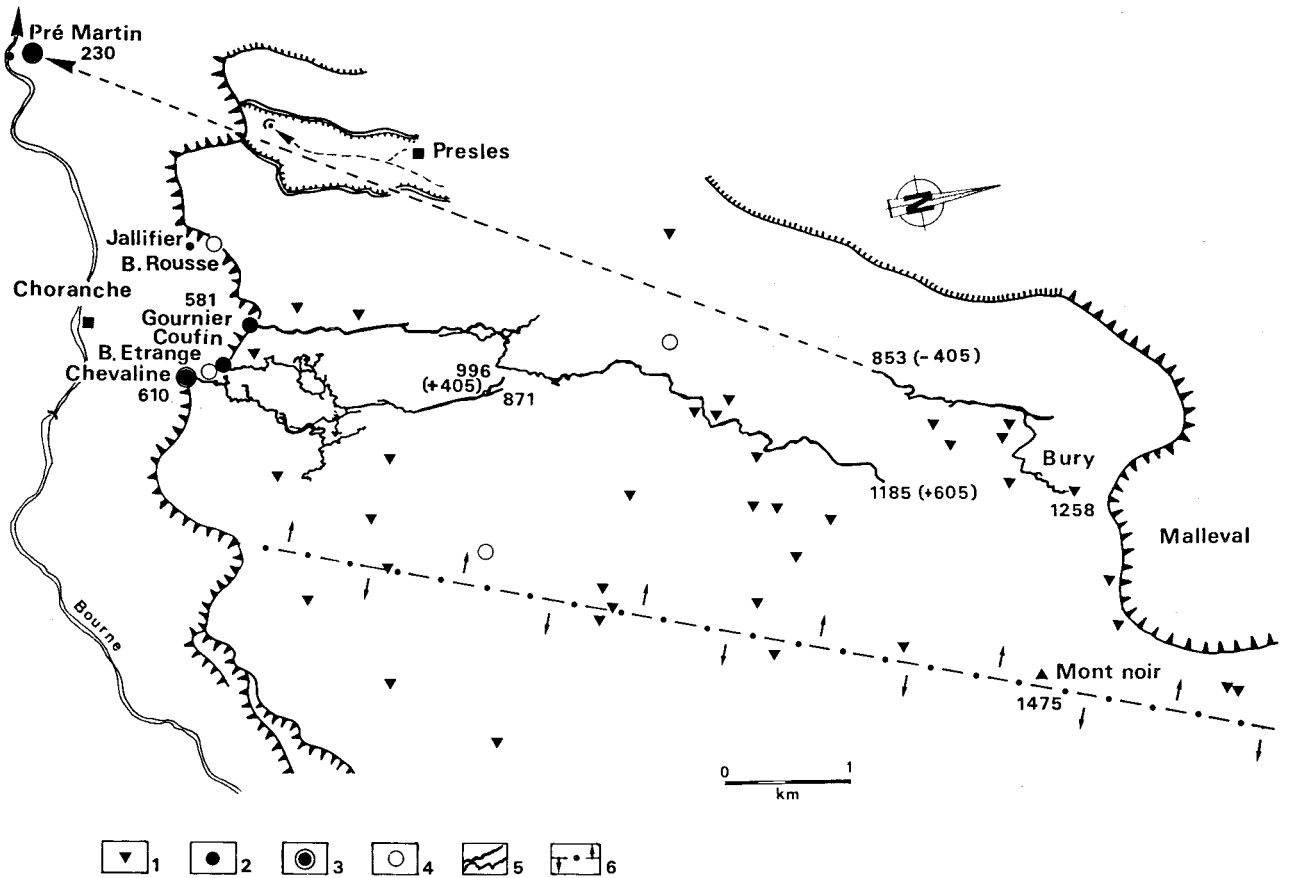 Pré Martin
230
Presles
N
Jallifier
B. Rousse
Choranche
581
Gournier
Coufin
B. Etrange
Chevaline
610
996
(+405)
871
853 (-405)
1185 (+605)
Bury
1258
Malleval
Bourne
Mont noir
1475
0 1
km
1 2 3 4 5 6